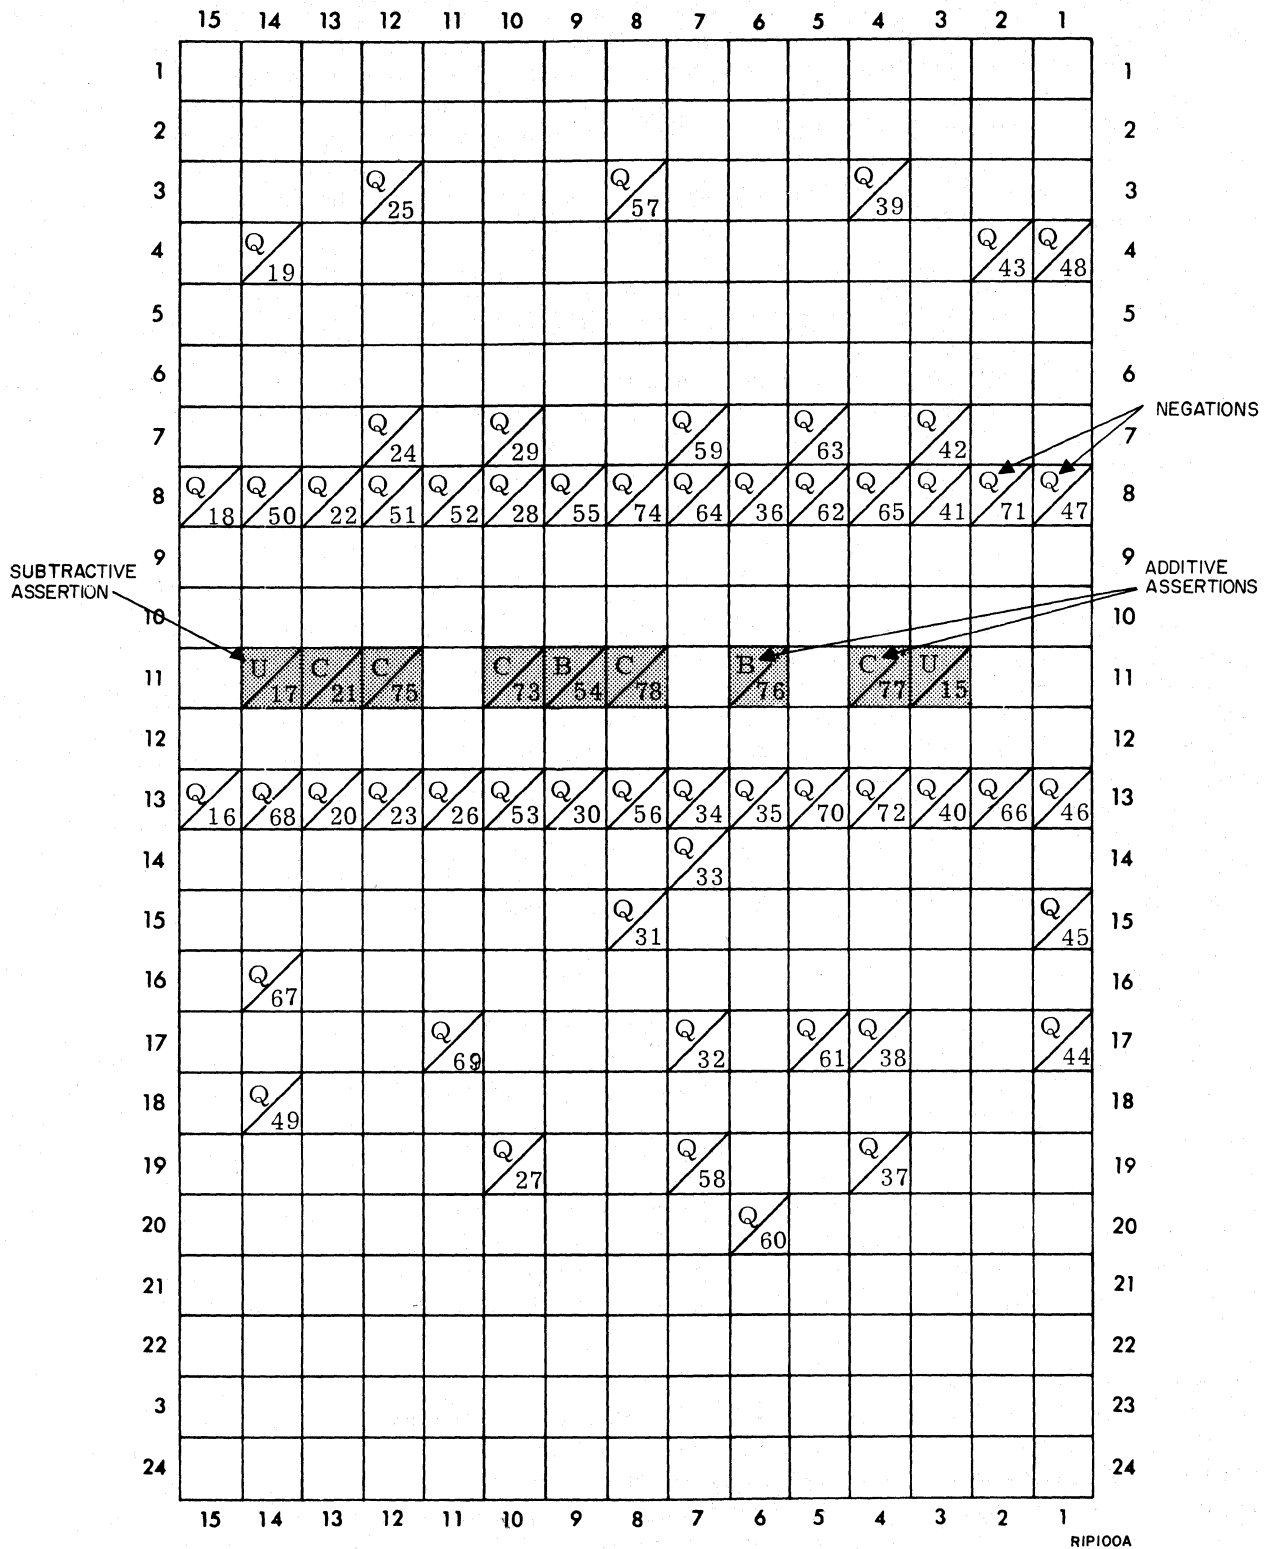 15 14 13 12 11 10 9 8 7 6 5 4 3 2 1
1 1
2 2
3 Q 25 Q 57 Q 39 3
4 Q 19 Q 43 Q 48 4
5 5
6 6
NEGATIONS
7 Q 24 Q 29 Q 59 Q 63 Q 42 7
8 Q 18 Q 50 Q 22 Q 51 Q 52 Q 28 Q 55 Q 74 Q 64 Q 36 Q 62 Q 65 Q 41 Q 71 Q 47 8
9 9
SUBTRACTIVE
ASSERTION
ADDITIVE
ASSERTIONS
10 10
11 U 17 C 21 C 75 C 73 B 54 C 78 B 76 C 77 U 15 11
12 12
13 Q 16 Q 68 Q 20 Q 23 Q 26 Q 53 Q 30 Q 56 Q 34 Q 35 Q 70 Q 72 Q 40 Q 66 Q 46 13
14 Q 33 14
15 Q 31 Q 45 15
16 Q 67 16
17 Q 69 Q 32 Q 61 Q 38 Q 44 17
18 Q 49 18
19 Q 27 Q 58 Q 37 19
20 Q 60 20
21 21
22 22
3 23
24 24
15 14 13 12 11 10 9 8 7 6 5 4 3 2 1
RIP100A